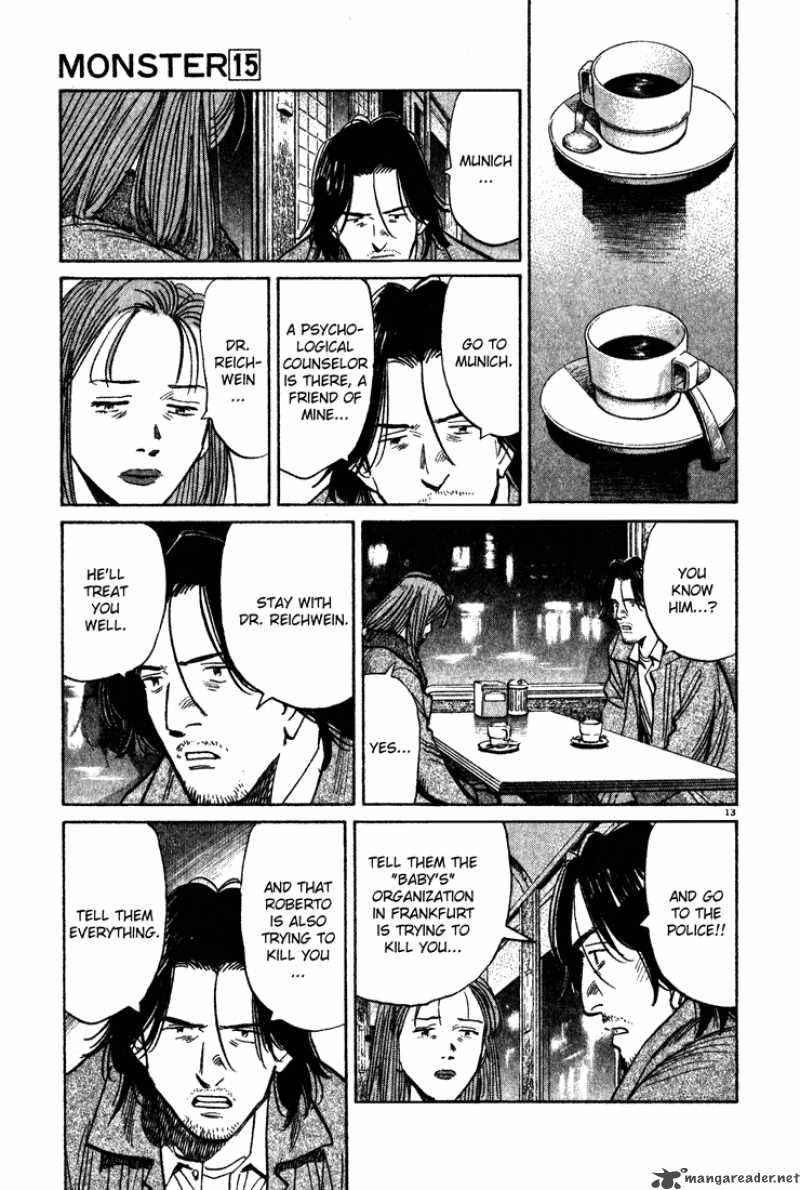 MONSTER 15
MUNICH
...
GO TO
MUNICH.
A PSYCHO-
LOGICAL
COUNSELOR
IS THERE, A
FRIEND OF
MINE...
DR.
REICH-
WEIN
...
YOU
KNOW
HIM...?
YES...
STAY WITH
DR. REICHWEIN.
HE'LL
TREAT
YOU
WELL.
13
AND GO
TO THE
POLICE!!
TELL THEM THE
"BABY'S"
ORGANIZATION
IN FRANKFURT
IS TRYING TO
KILL YOU...
AND THAT
ROBERTO
IS ALSO
TRYING TO
KILL YOU
...
TELL THEM
EVERYTHING.
mangareader.net